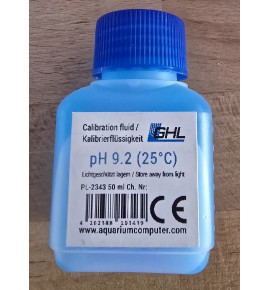 Calibration fluid /
Kalibrierflüssigkeit
GHL
pH 9.2 (25°C)
Lichtgeschützt lagern / Store away from light
PL-2343 50 ml Ch. Nr:
CE
www.aquariumcomputer.com